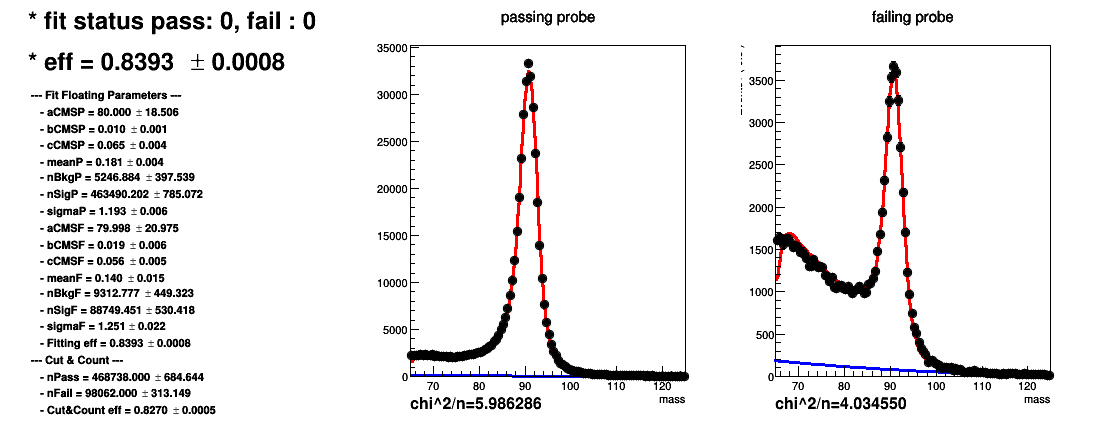 * fit status pass: 0, fail : 0
* eff = 0.8393 ± 0.0008
--- Fit Floating Parameters ---
- aCMSP = 80.000 ± 18.506
- bCMSP = 0.010 ± 0.001
- cCMSP = 0.065 ± 0.004
- meanP = 0.181 ± 0.004
- nBkgP = 5246.884 ± 397.539
- nSigP = 463490.202 ± 785.072
- sigmaP = 1.193 ± 0.006
- aCMSF = 79.998 ± 20.975
- bCMSF = 0.019 ± 0.006
- cCMSF = 0.056 ± 0.005
- meanF = 0.140 ± 0.015
- nBkgF = 9312.777 ± 449.323
- nSigF = 88749.451 ± 530.418
- sigmaF = 1.251 ± 0.022
- Fitting eff = 0.8393 ± 0.0008
--- Cut & Count ---
- nPass = 468738.000 ± 684.644
- nFail = 98062.000 ± 313.149
- Cut&Count eff = 0.8270 ± 0.0005
passing probe
35000
30000
25000
20000
15000
10000
5000
0
70 80 90 100 110 120
mass
chi^2/n=5.986286
failing probe
3500
3000
2500
2000
1500
1000
500
0
70 80 90 100 110 120
mass
chi^2/n=4.034550